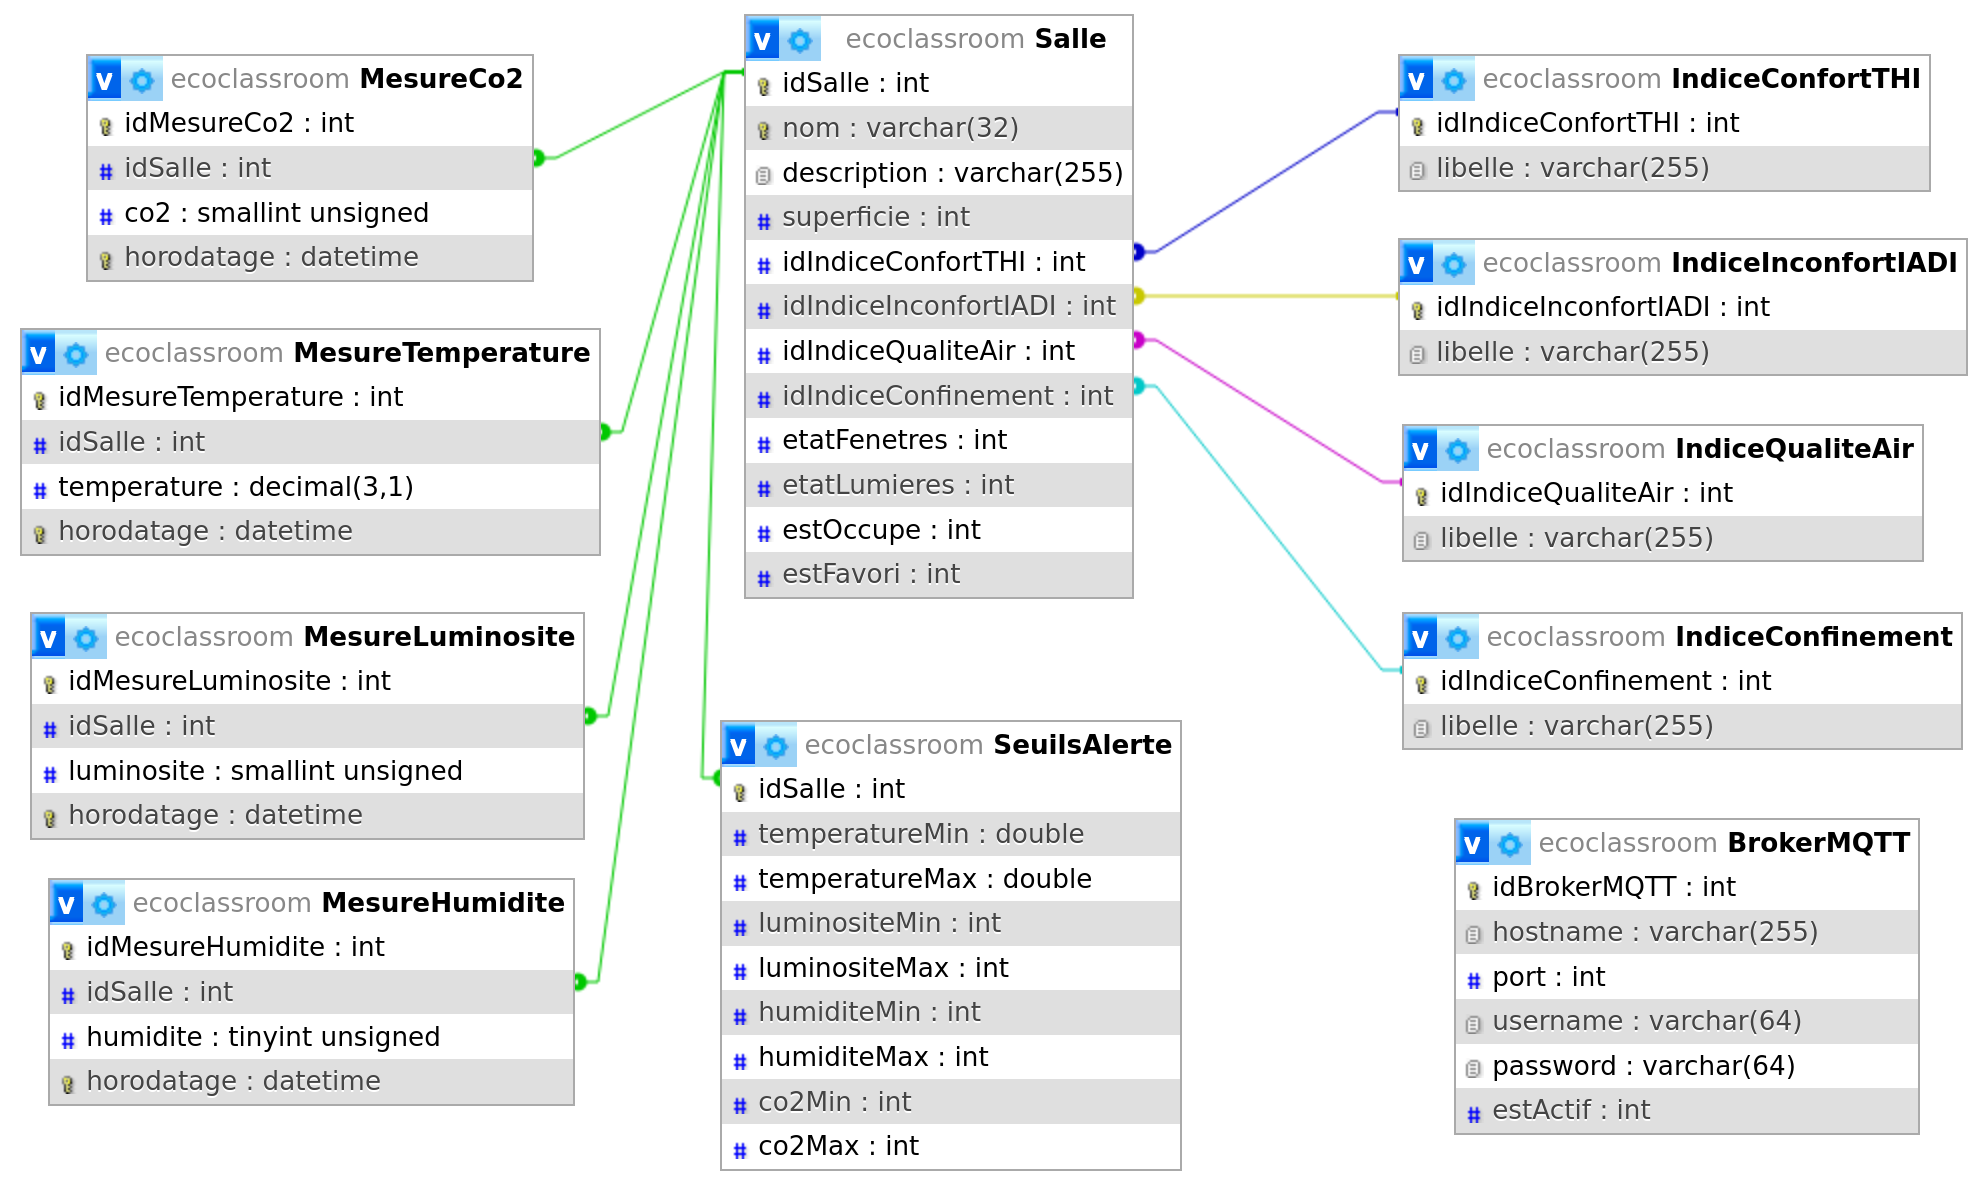 v ecoclassroom MesureCo2
idMesureCo2 : int
idSalle : int
co2 : smallint unsigned
horodatage : datetime
v ecoclassroom MesureTemperature
idMesureTemperature : int
idSalle : int
temperature : decimal(3,1)
horodatage : datetime
v ecoclassroom MesureLuminosite
idMesureLuminosite : int
idSalle : int
luminosite : smallint unsigned
horodatage : datetime
v ecoclassroom MesureHumidite
idMesureHumidite : int
idSalle : int
humidite : tinyint unsigned
horodatage : datetime
v ecoclassroom Salle
idSalle : int
nom : varchar(32)
description : varchar(255)
superficie : int
idIndiceConfortTHI : int
idIndiceInconfortIADI : int
idIndiceQualiteAir : int
idIndiceConfinement : int
etatFenetres : int
etatLumieres : int
estOccupe : int
estFavori : int
v ecoclassroom SeuilsAlerte
idSalle : int
temperatureMin : double
temperatureMax : double
luminositeMin : int
luminositeMax : int
humiditeMin : int
humiditeMax : int
co2Min : int
co2Max : int
v ecoclassroom IndiceConfortTHI
idIndiceConfortTHI : int
libelle : varchar(255)
v ecoclassroom IndiceInconfortIADI
idIndiceInconfortIADI : int
libelle : varchar(255)
v ecoclassroom IndiceQualiteAir
idIndiceQualiteAir : int
libelle : varchar(255)
v ecoclassroom IndiceConfinement
idIndiceConfinement : int
libelle : varchar(255)
v ecoclassroom BrokerMQTT
idBrokerMQTT : int
hostname : varchar(255)
port : int
username : varchar(64)
password : varchar(64)
estActif : int